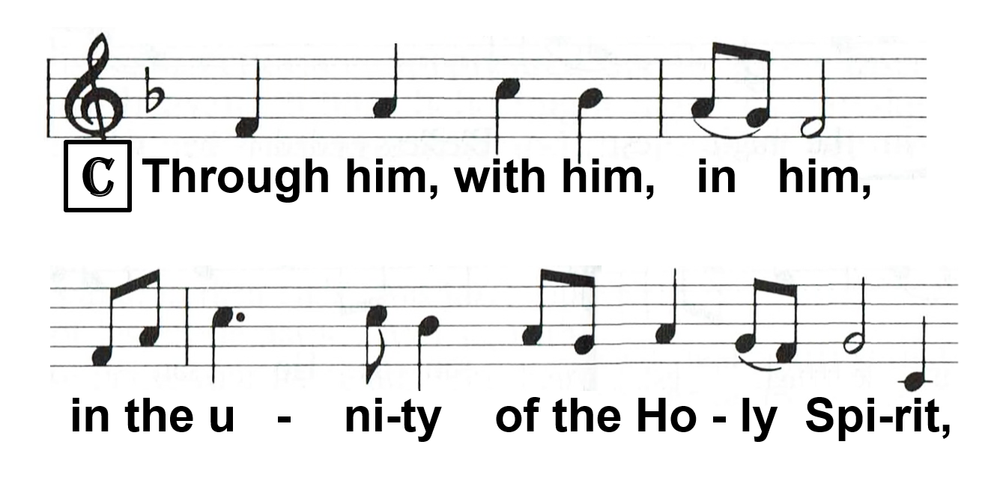 C Through him, with him, in him,
in the u - ni-ty of the Ho - ly Spi-rit,